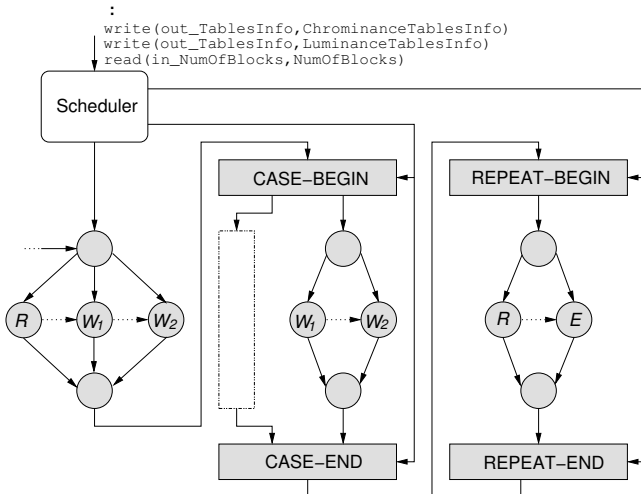 :
write(out_TablesInfo,ChrominanceTablesInfo)
write(out_TablesInfo,LuminanceTablesInfo)
read(in_NumOfBlocks,NumOfBlocks)
Scheduler
CASE−BEGIN
REPEAT−BEGIN
R
W1
W2
W1
W2
R
E
CASE−END
REPEAT−END